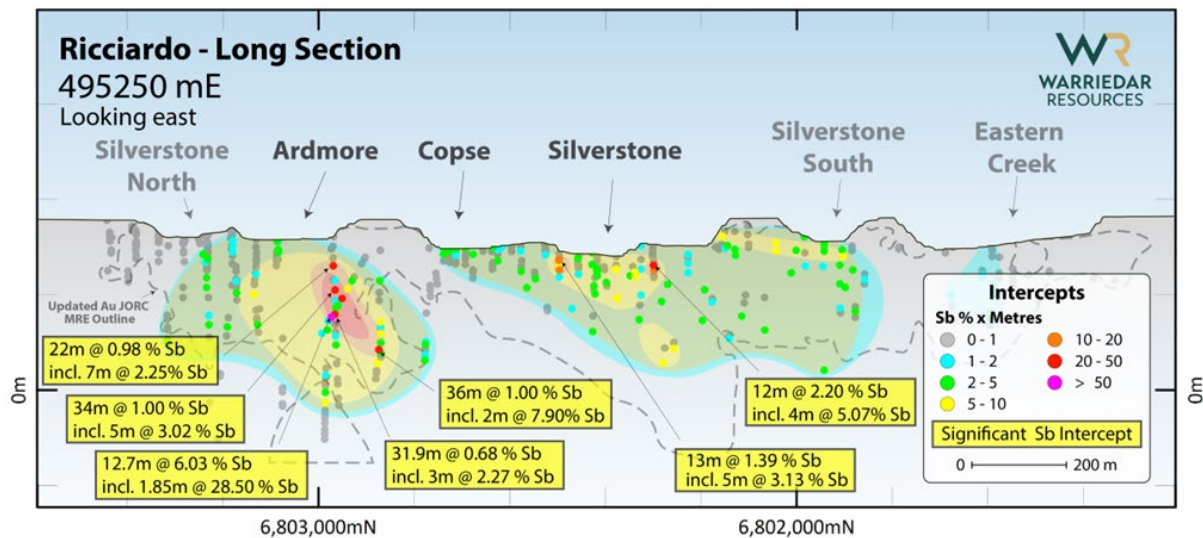 Ricciardo - Long Section
495250 mE
Looking east
WR
WARRIEDAR
RESOURCES
Silverstone
North
Ardmore
Copse
Silverstone
Silverstone
South
Eastern
Creek
Updated Au JORC
MRE Outline
22m @ 0.98 % Sb
incl. 7m @ 2.25% Sb
34m @ 1.00 % Sb
incl. 5m @ 3.02 % Sb
12.7m @ 6.03 % Sb
incl. 1.85m @ 28.50 % Sb
36m @ 1.00 % Sb
incl. 2m @ 7.90% Sb
31.9m @ 0.68 % Sb
incl. 3m @ 2.27 % Sb
12m @ 2.20 % Sb
incl. 4m @ 5.07% Sb
13m @ 1.39 % Sb
incl. 5m @ 3.13 % Sb
Intercepts
Sb % x Metres
0 - 1
1 - 2
2 - 5
5 - 10
10 - 20
20 - 50
> 50
Significant Sb Intercept
0 200 m
0m
0m
6,803,000mN
6,802,000mN